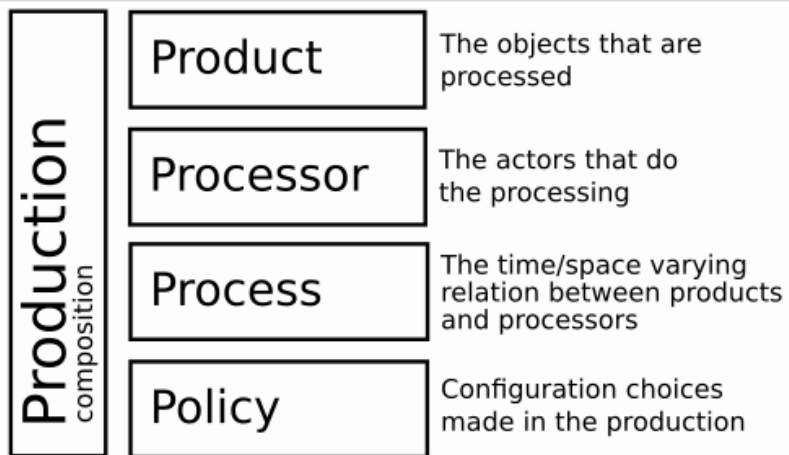 Production
composition
Product
The objects that are
processed
Processor
The actors that do
the processing
Process
The time/space varying
relation between products
and processors
Policy
Configuration choices
made in the production